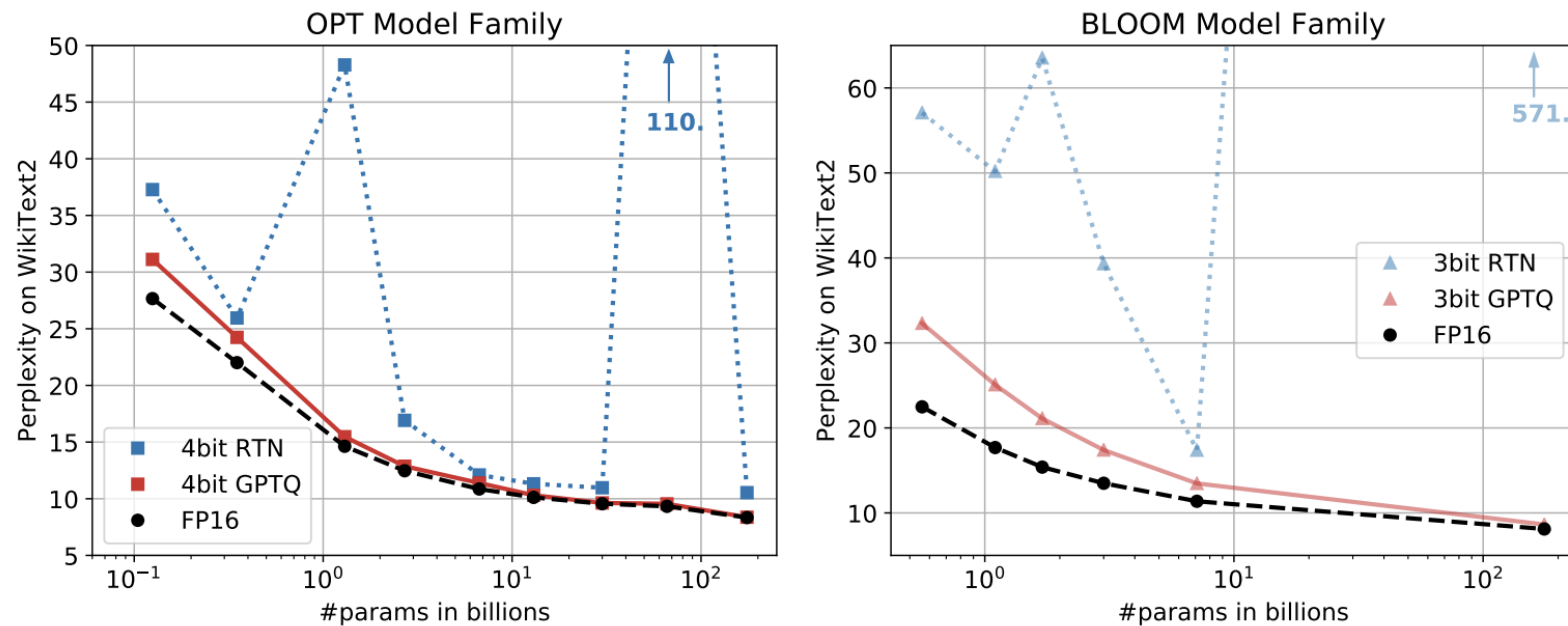 OPT Model Family
50
45
40
35
30
25
20
15
10
5
Perplexity on WikiText2
110.
4bit RTN
4bit GPTQ
FP16
10⁻¹
10⁰
10¹
10²
#params in billions
BLOOM Model Family
60
50
40
30
20
10
Perplexity on WikiText2
571.
3bit RTN
3bit GPTQ
FP16
10⁰
10¹
10²
#params in billions